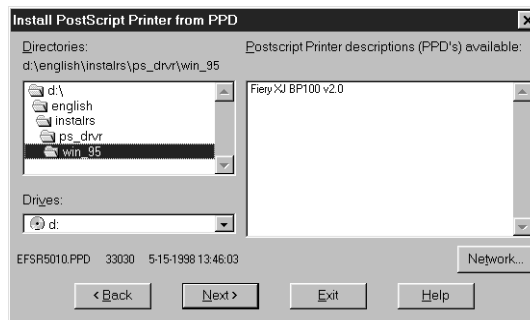 Install PostScript Printer from PPD
Directories:
d:\english\instalrs\ps_drvr\win_95
d:\
english
instalrs
ps_drvr
win_95
Drives:
d:
Postscript Printer descriptions (PPD's) available:
Fiery XJ BP100 v2.0
EFSR5010.PPD 33030 5-15-1998 13:46:03
Network...
< Back
Next >
Exit
Help